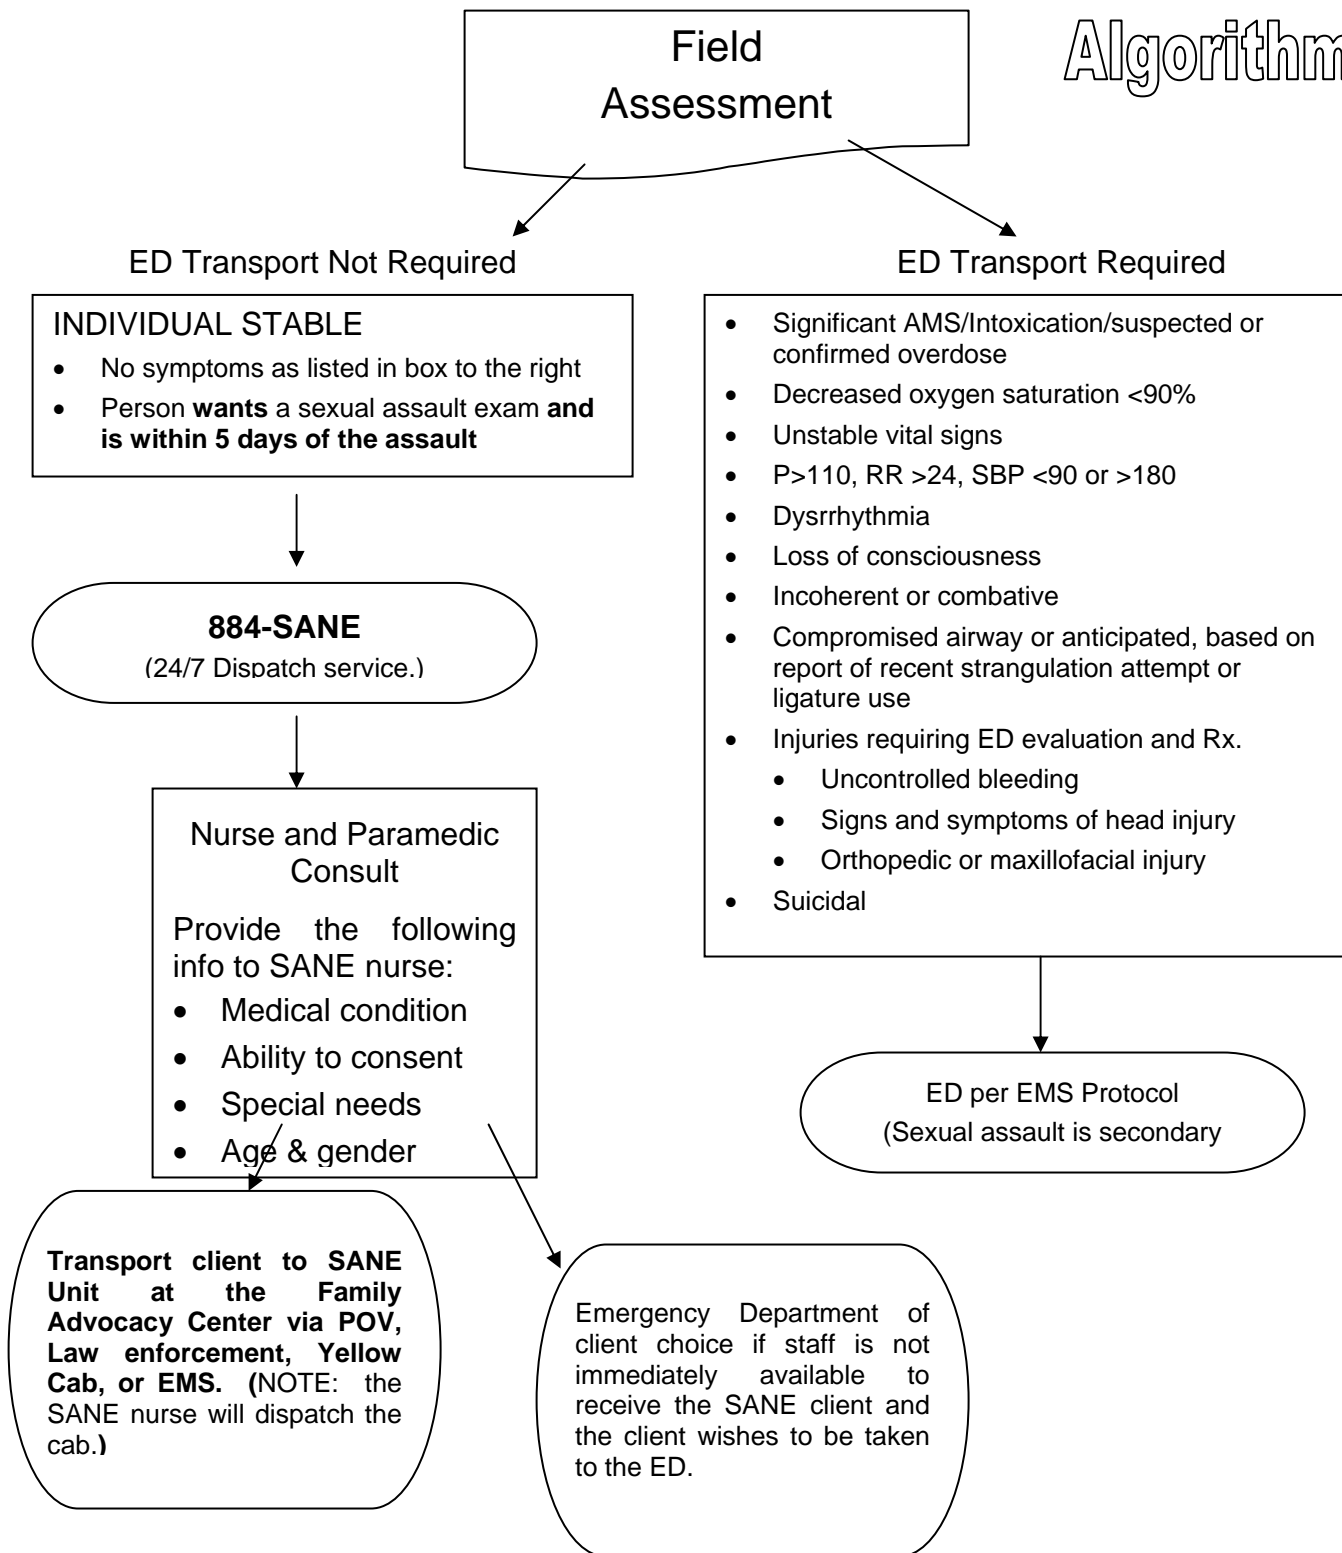 Field
Assessment
Algorithm
ED Transport Not Required
INDIVIDUAL STABLE
• No symptoms as listed in box to the right
• Person wants a sexual assault exam and
is within 5 days of the assault
884-SANE
(24/7 Dispatch service.)
Nurse and Paramedic
Consult
Provide the following
info to SANE nurse:
• Medical condition
• Ability to consent
• Special needs
• Age & gender
Transport client to SANE
Unit at the Family
Advocacy Center via POV,
Law enforcement, Yellow
Cab, or EMS. (NOTE: the
SANE nurse will dispatch the
cab.)
Emergency Department of
client choice if staff is not
immediately available to
receive the SANE client and
the client wishes to be taken
to the ED.
ED Transport Required
• Significant AMS/Intoxication/suspected or
confirmed overdose
• Decreased oxygen saturation <90%
• Unstable vital signs
• P>110, RR >24, SBP <90 or >180
• Dysrrhythmia
• Loss of consciousness
• Incoherent or combative
• Compromised airway or anticipated, based on
report of recent strangulation attempt or
ligature use
• Injuries requiring ED evaluation and Rx.
• Uncontrolled bleeding
• Signs and symptoms of head injury
• Orthopedic or maxillofacial injury
• Suicidal
ED per EMS Protocol
(Sexual assault is secondary